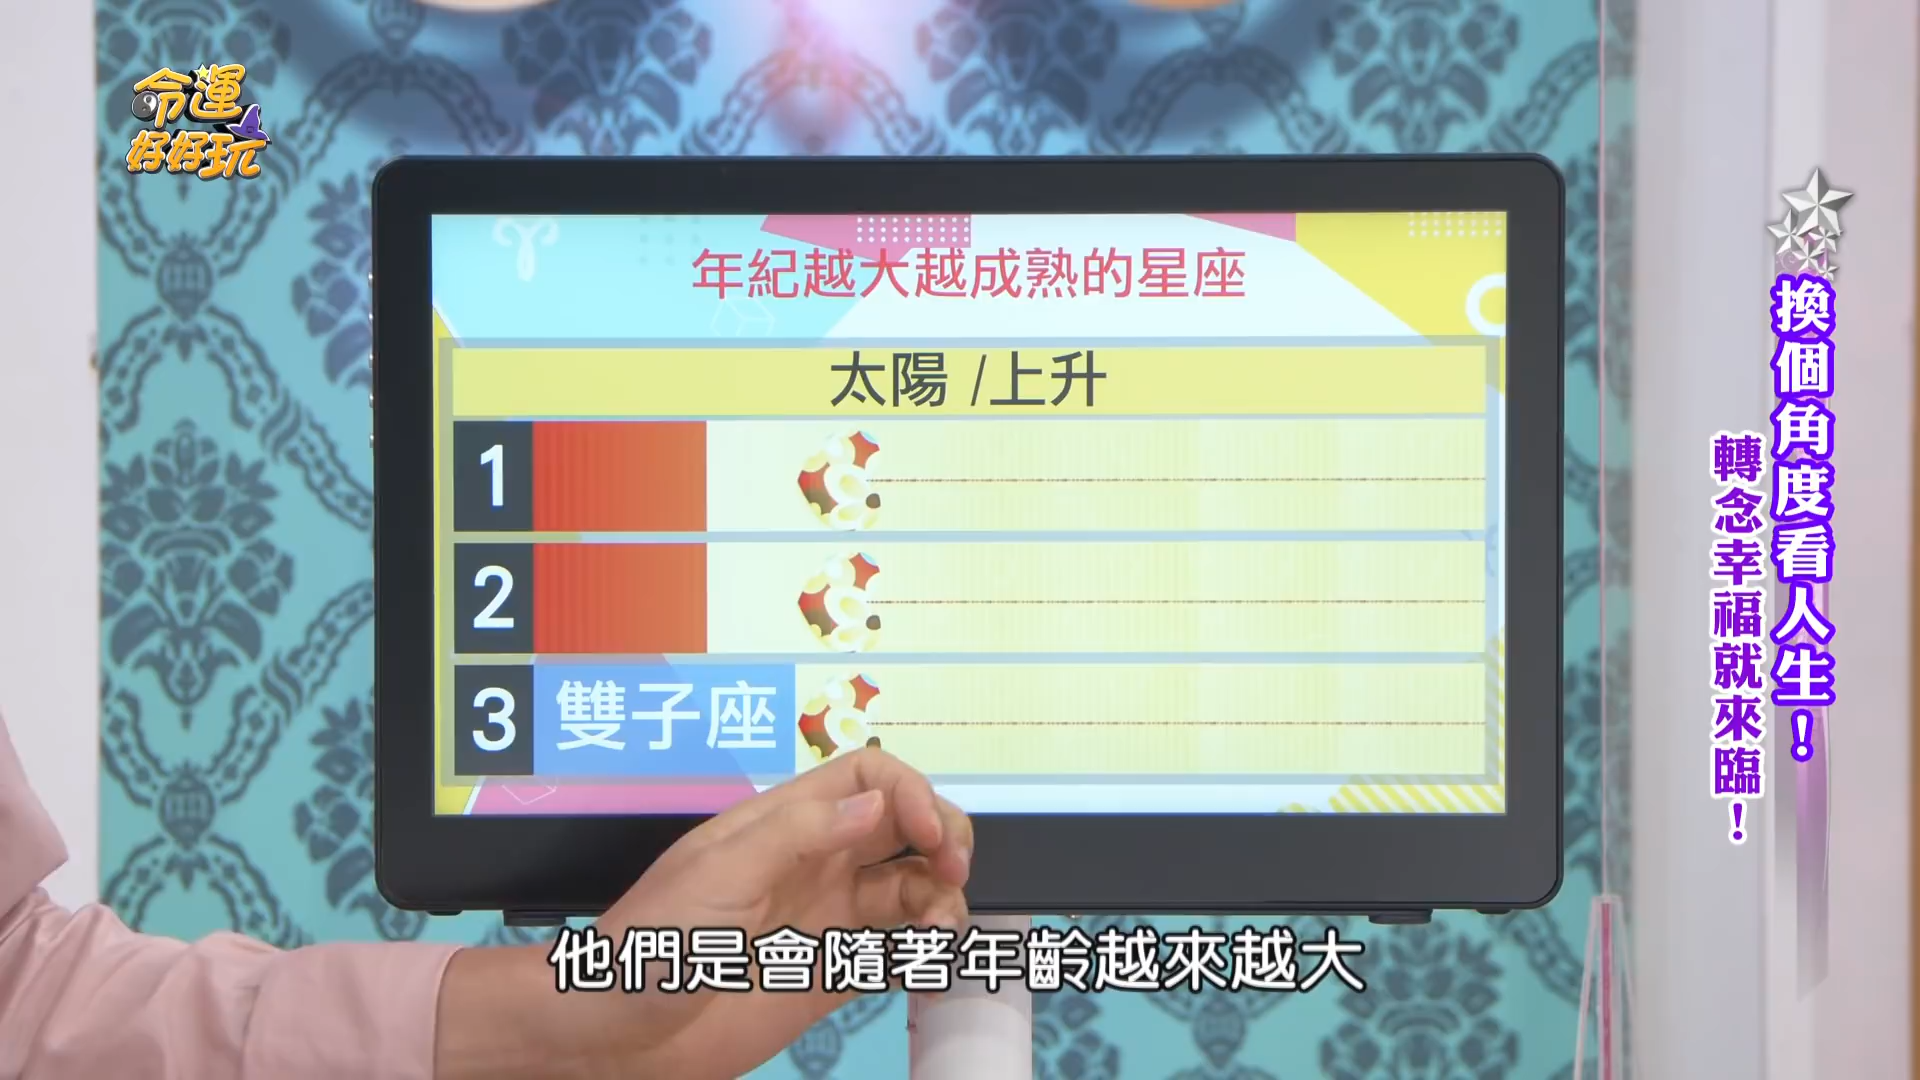 命運
好好玩
年紀越大越成熟的星座
太陽 /上升
1
2
3 雙子座
換個角度看人生！
轉念幸福就來臨！
他們是會隨著年齡越來越大